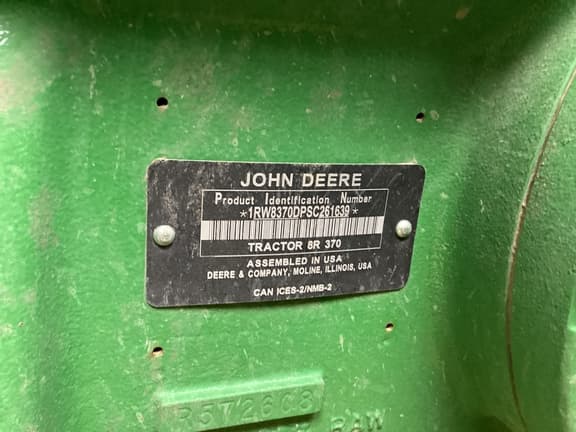 JOHN DEERE
Product Identification Number
*1RW8370DPSC261639*
TRACTOR 8R 370
ASSEMBLED IN USA
DEERE & COMPANY, MOLINE, ILLINOIS, USA
CAN ICES-2/NMB-2
R572608